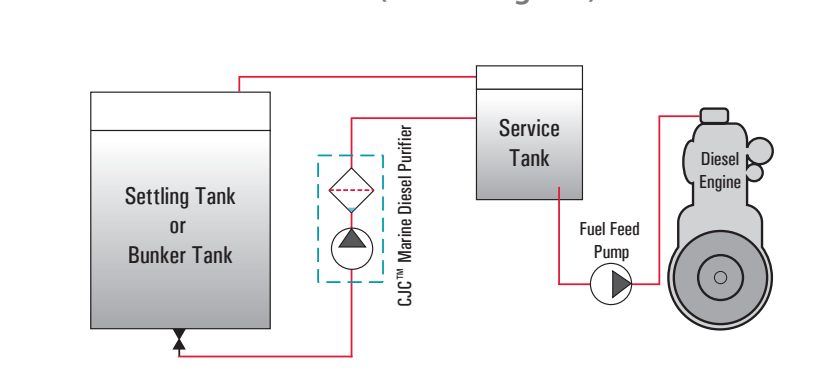 Settling Tank
or
Bunker Tank
CJC™ Marine Diesel Purifier
Service
Tank
Fuel Feed
Pump
Diesel
Engine